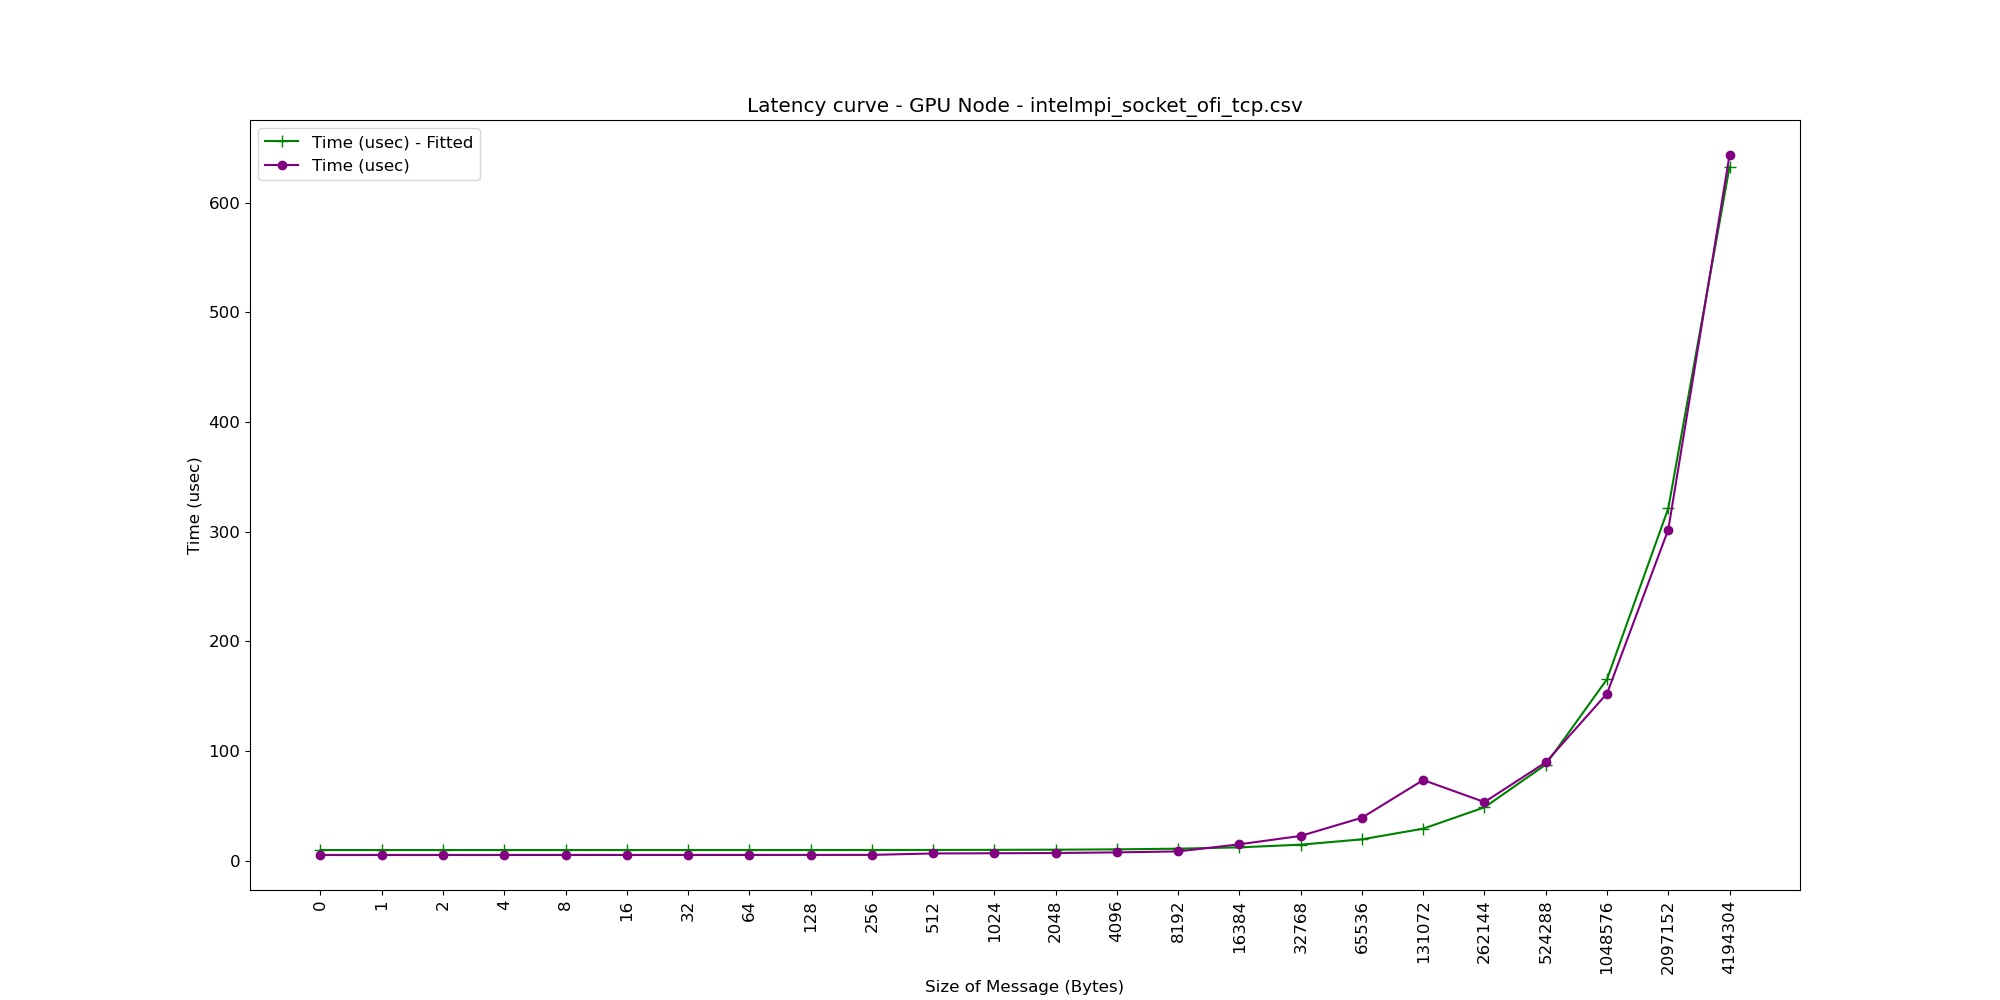 Latency curve - GPU Node - intelmpi_socket_ofi_tcp.csv
Time (usec) - Fitted
Time (usec)
600
500
400
300
200
100
0
Time (usec)
0 1 2 4 8 16 32 64 128 256 512 1024 2048 4096 8192 16384 32768 65536 131072 262144 524288 1048576 2097152 4194304
Size of Message (Bytes)